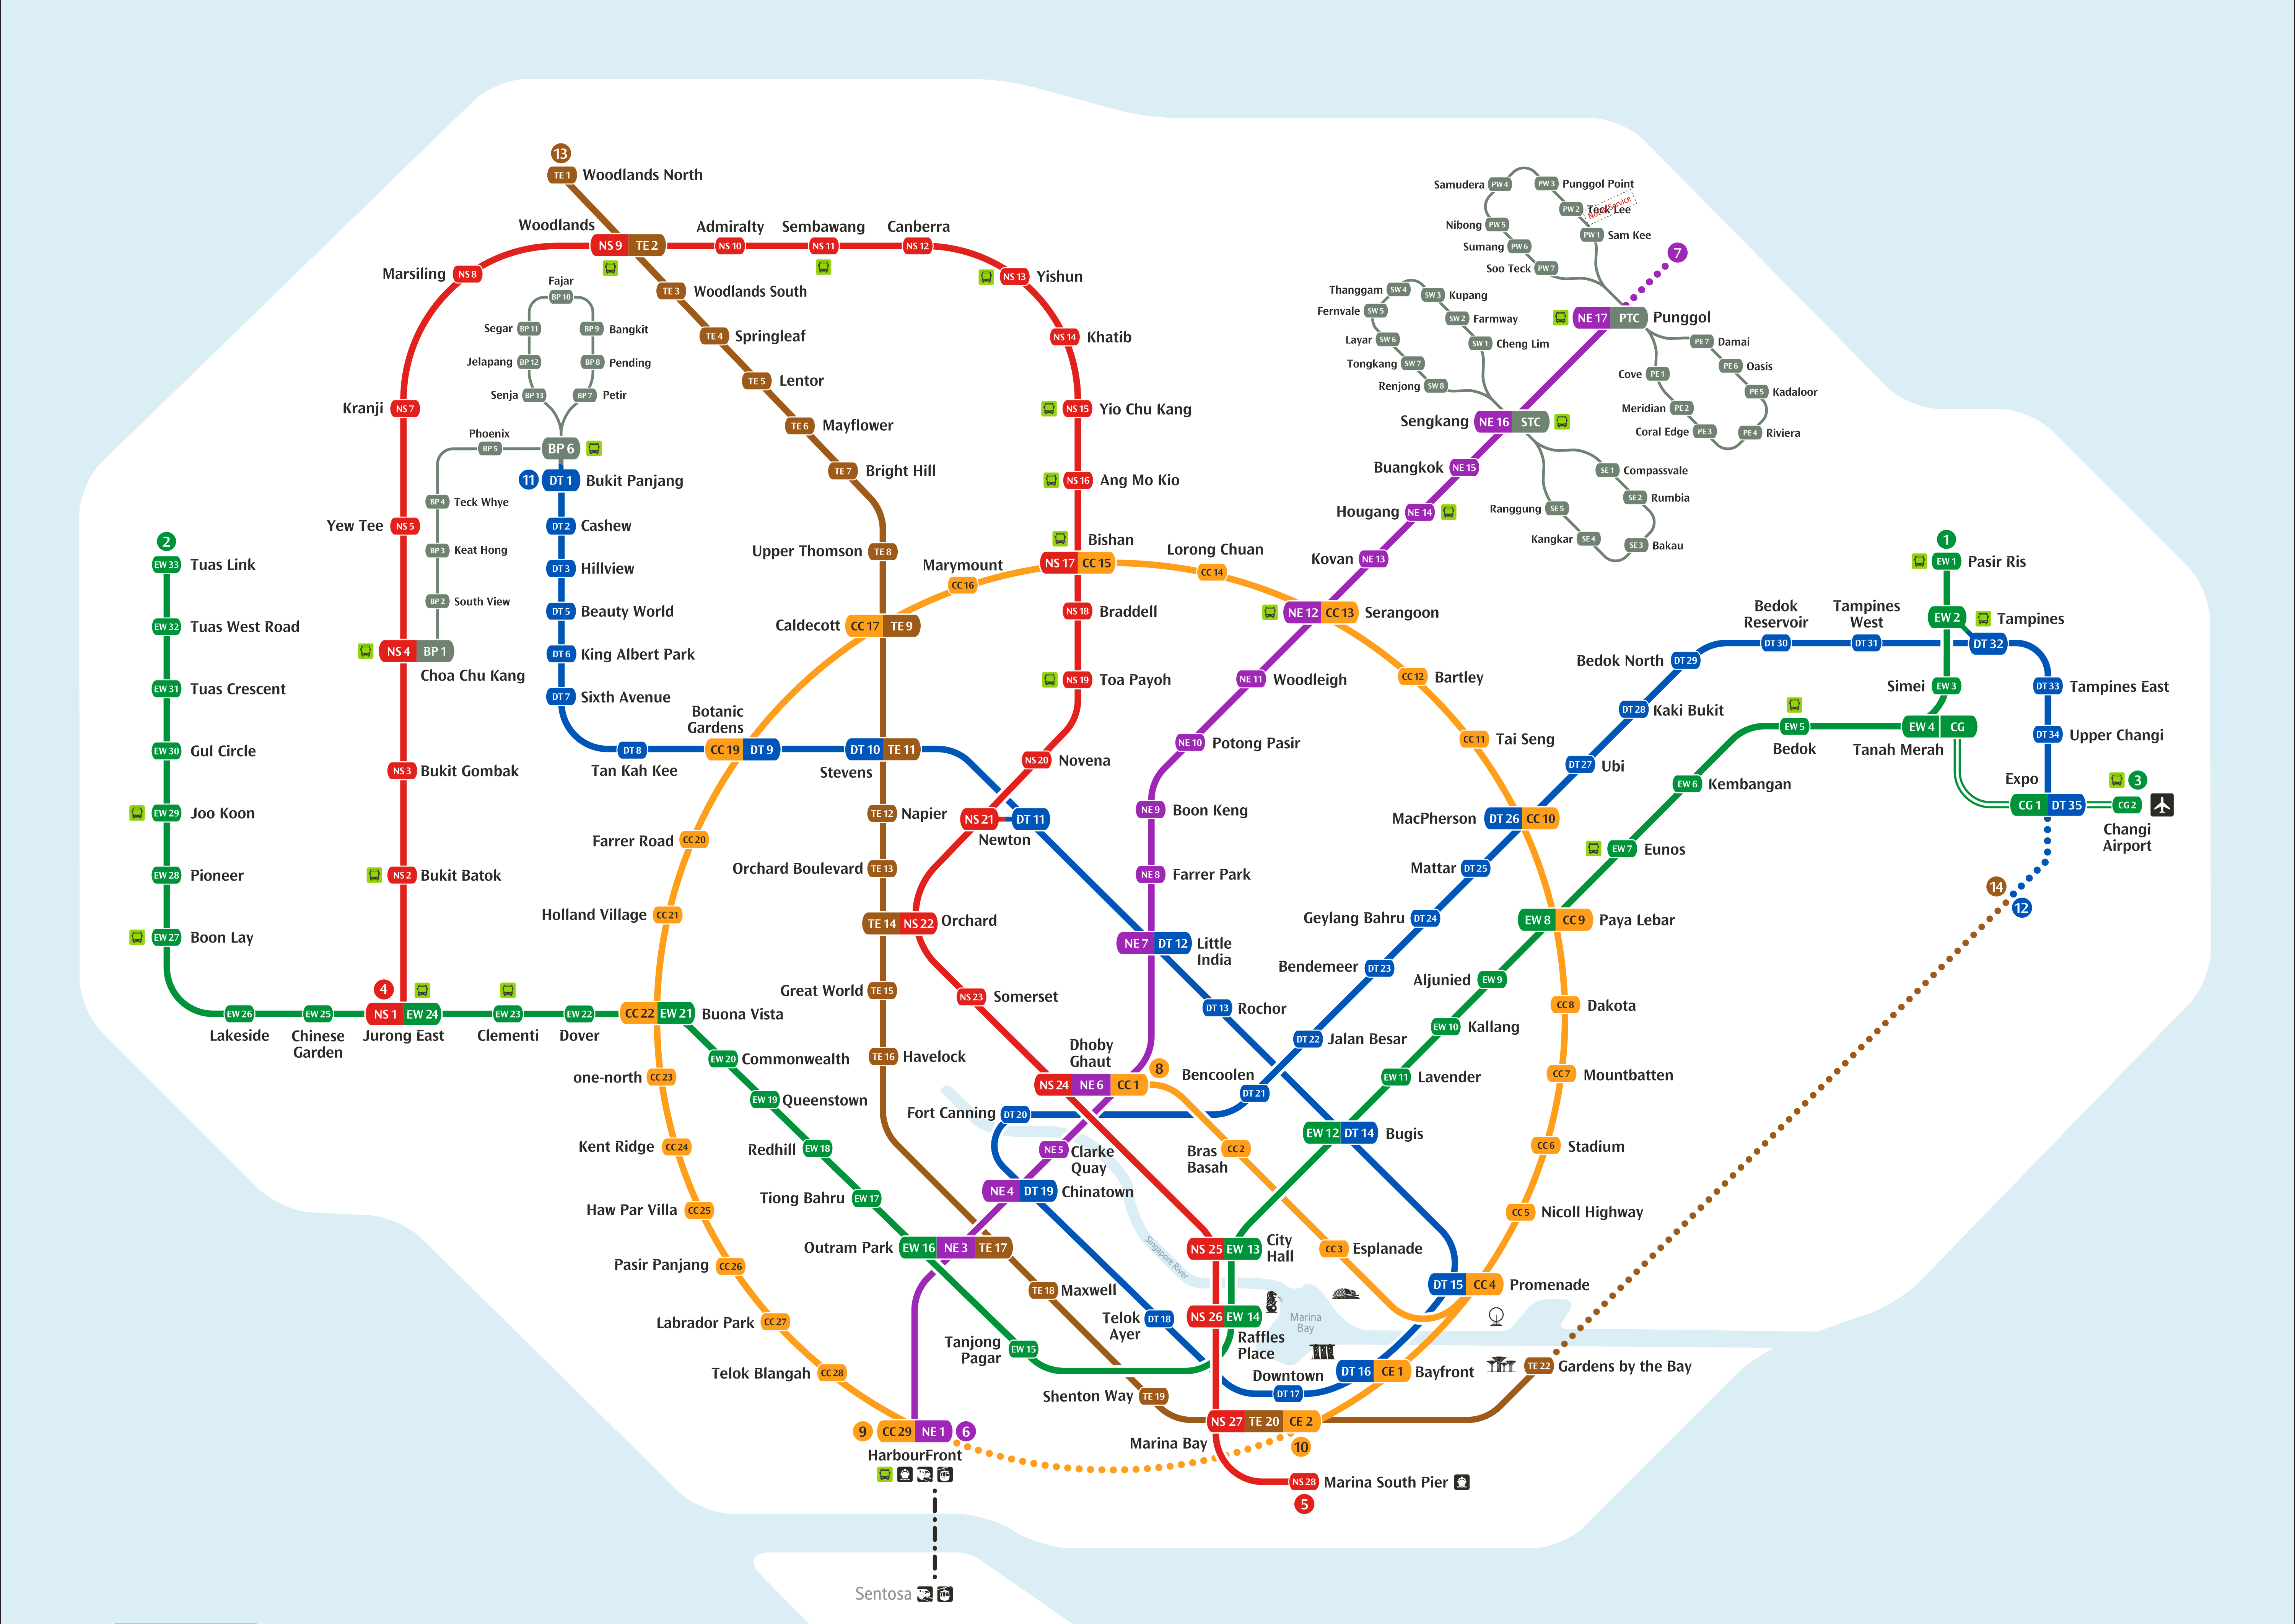 13
TE 1 Woodlands North
Woodlands
NS 9 TE 2
Admiralty
NS 10
Sembawang
NS 11
Canberra
NS 12
Marsiling NS 8
NS 13 Yishun
TE 3 Woodlands South
NS 14 Khatib
TE 4 Springleaf
TE 5 Lentor
Kranji NS 7
NS 15 Yio Chu Kang
TE 6 Mayflower
TE 7 Bright Hill
NS 16 Ang Mo Kio
Yew Tee NS 5
Fajar
BP 10
Segar BP 11
BP 9 Bangkit
Jelapang BP 12
BP 8 Pending
Senja BP 13
BP 7 Petir
Phoenix
BP 5
BP 6
11
DT 1 Bukit Panjang
BP 4 Teck Whye
BP 3 Keat Hong
BP 2 South View
NS 4 BP 1
Choa Chu Kang
DT 2 Cashew
DT 3 Hillview
DT 5 Beauty World
DT 6 King Albert Park
DT 7 Sixth Avenue
DT 8
Tan Kah Kee
Botanic
Gardens
CC 19 DT 9
DT 10 TE 11
Stevens
Upper Thomson TE 8
Caldecott CC 17 TE 9
Marymount
CC 16
Bishan
NS 17 CC 15
Lorong Chuan
CC 14
NS 18 Braddell
NS 19 Toa Payoh
NS 20 Novena
NS 21 DT 11
Newton
TE 12 Napier
Orchard Boulevard TE 13
TE 14 NS 22 Orchard
Great World TE 15
NS 23 Somerset
TE 16 Havelock
Samudera PW 4
PW 3 Punggol Point
PW 2 Teck Lee
Not in Service
Nibong PW 5
PW 1 Sam Kee
Sumang PW 6
Soo Teck PW 7
7
NE 17 PTC Punggol
Thanggam SW 4
SW 3 Kupang
Fernvale SW 5
SW 2 Farmway
Layar SW 6
SW 1 Cheng Lim
Tongkang SW 7
Renjong SW 8
PE 7 Damai
PE 6 Oasis
Cove PE 1
PE 5 Kadaloor
Meridian PE 2
Coral Edge PE 3
PE 4 Riviera
Sengkang NE 16 STC
Buangkok NE 15
SE 1 Compassvale
SE 2 Rumbia
Ranggung SE 5
Kangkar SE 4
SE 3 Bakau
Hougang NE 14
Kovan NE 13
NE 12 CC 13 Serangoon
NE 11 Woodleigh
NE 10 Potong Pasir
NE 9 Boon Keng
NE 8 Farrer Park
NE 7 DT 12 Little
India
CC 12 Bartley
CC 11 Tai Seng
MacPherson DT 26 CC 10
2
EW 33 Tuas Link
EW 32 Tuas West Road
EW 31 Tuas Crescent
EW 30 Gul Circle
EW 29 Joo Koon
EW 28 Pioneer
EW 27 Boon Lay
EW 26
Lakeside
EW 25
Chinese
Garden
NS 3 Bukit Gombak
NS 2 Bukit Batok
4
NS 1 EW 24
Jurong East
EW 23
Clementi
EW 22
Dover
CC 22 EW 21 Buona Vista
Farrer Road CC 20
Holland Village CC 21
EW 20 Commonwealth
one-north CC 23
EW 19 Queenstown
Kent Ridge CC 24
Redhill EW 18
Haw Par Villa CC 25
Tiong Bahru EW 17
Outram Park EW 16 NE 3 TE 17
Pasir Panjang CC 26
Labrador Park CC 27
Telok Blangah CC 28
9
CC 29 NE 1
6
HarbourFront
Sentosa
1
EW 1 Pasir Ris
EW 2 Tampines
DT 32
Bedok
Reservoir
DT 30
Tampines
West
DT 31
Bedok North DT 29
DT 28 Kaki Bukit
DT 27 Ubi
Simei EW 3
DT 33 Tampines East
EW 4 CG
Tanah Merah
DT 34 Upper Changi
EW 5
Bedok
EW 6 Kembangan
EW 7 Eunos
Expo
CG 1 DT 35
3
CG 2
Changi
Airport
14
12
EW 8 CC 9 Paya Lebar
Mattar DT 25
Geylang Bahru DT 24
Bendemeer DT 23
Aljunied EW 9
CC 8 Dakota
EW 10 Kallang
DT 13 Rochor
DT 22 Jalan Besar
EW 11 Lavender
CC 7 Mountbatten
Dhoby
Ghaut
NS 24 NE 6 CC 1
8
Bencoolen
DT 21
Fort Canning DT 20
EW 12 DT 14 Bugis
CC 6 Stadium
NE 5 Clarke
Quay
Bras
Basah
CC 2
NE 4 DT 19 Chinatown
CC 5 Nicoll Highway
NS 25 EW 13 City
Hall
CC 3 Esplanade
Singapore River
DT 15 CC 4 Promenade
TE 18 Maxwell
Telok
Ayer
DT 18
NS 26 EW 14
Raffles
Place
Marina
Bay
Tanjong
Pagar
EW 15
Downtown
DT 17
DT 16 CE 1 Bayfront
TE 22 Gardens by the Bay
Shenton Way TE 19
NS 27 TE 20 CE 2
Marina Bay
10
NS 28 Marina South Pier
5